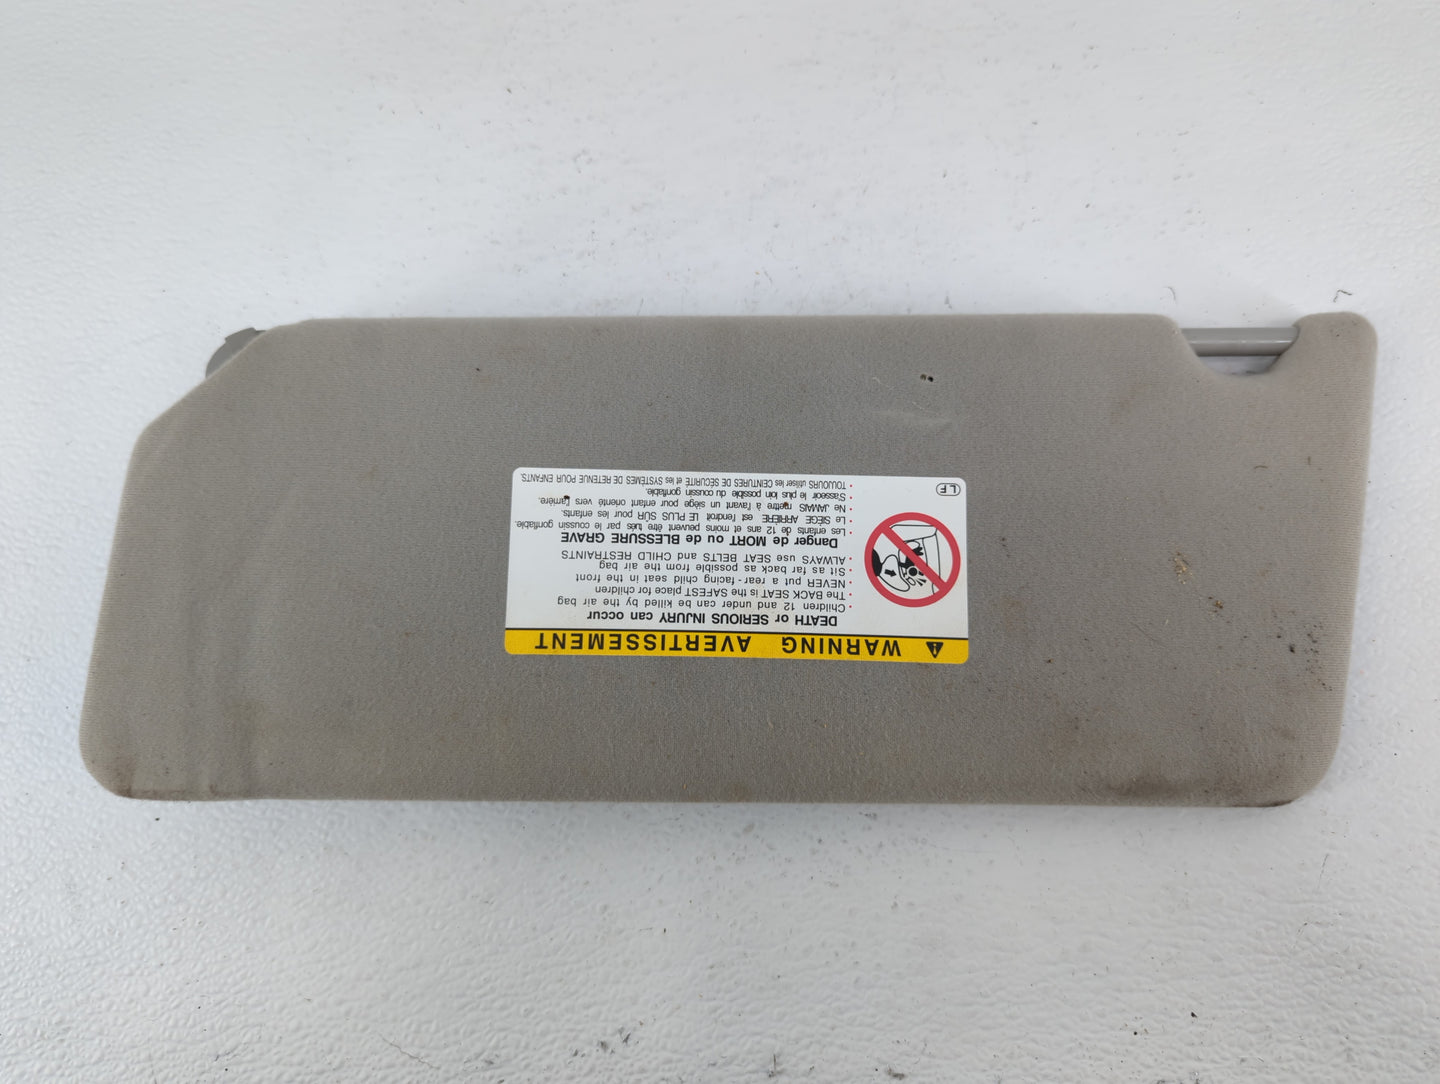 WARNING AVERTISSEMENT
DEATH or SERIOUS INJURY can occur
· Children 12 and under can be killed by the air bag
· The BACK SEAT is the SAFEST place for children
· NEVER put a rear-facing child seat in the front
· Sit as far back as possible from the air bag
· ALWAYS use SEAT BELTS and CHILD RESTRAINTS
Danger de MORT ou de BLESSURE GRAVE
· Les enfants de 12 ans et moins peuvent être tués par le coussin gonflable.
· Le SIÈGE ARRIÈRE est l'endroit LE PLUS SÛR pour les enfants.
· Ne JAMAIS mettre à l'avant un siège pour enfant orienté vers l'arrière.
· S'asseoir le plus loin possible du coussin gonflable.
· TOUJOURS utiliser les CEINTURES DE SÉCURITÉ et les SYSTÈMES DE RETENUE POUR ENFANTS.
LF